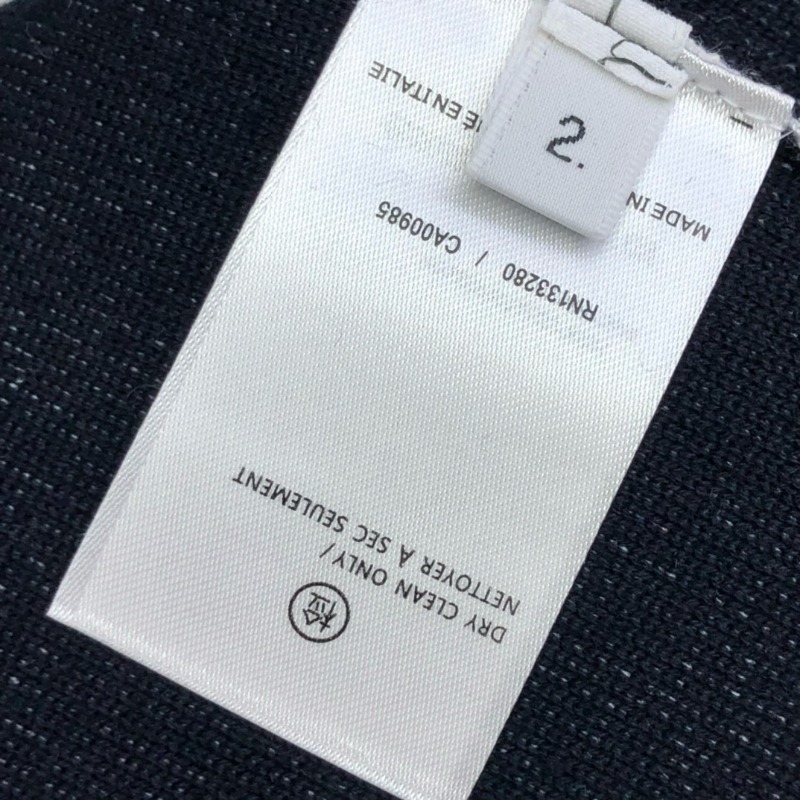 DRY CLEAN ONLY/
NETTOYER À SEC SEULEMENT
RN133280 / CA00985
MADE IN
É EN ITALIE
2.